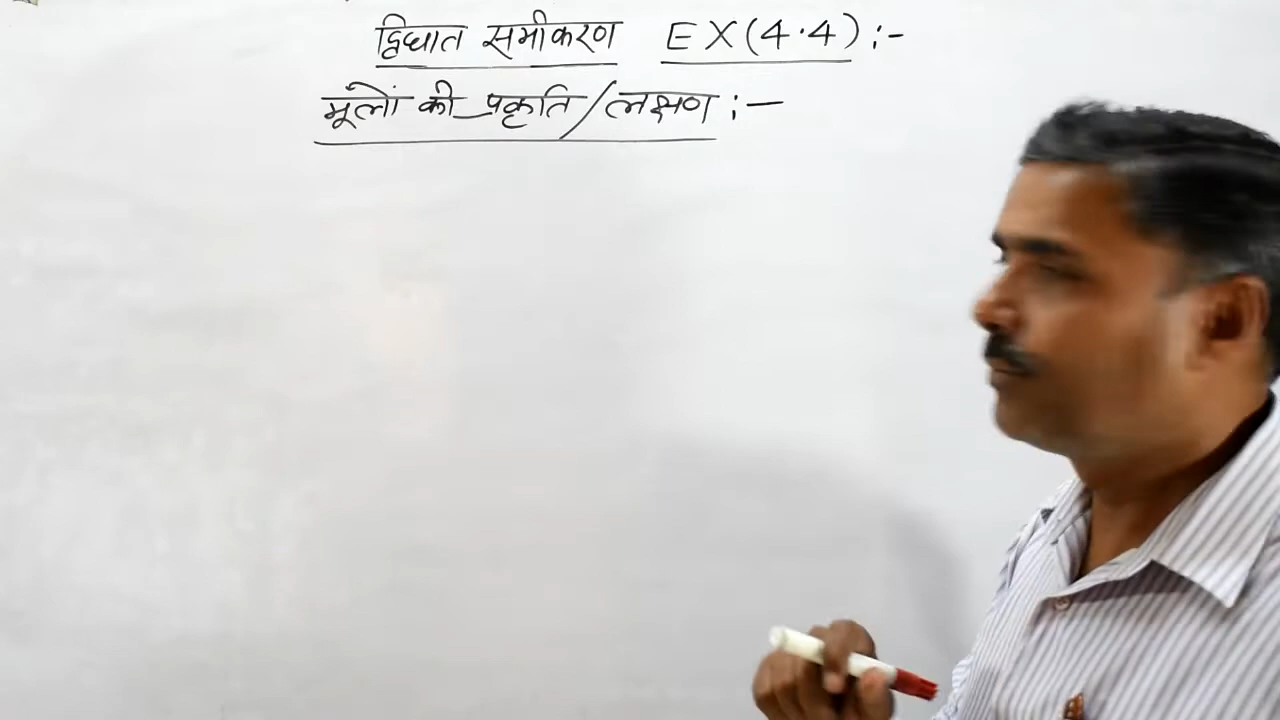 द्विघात समीकरण EX(4.4):-
मूलों की प्रकृति/लक्षण:-